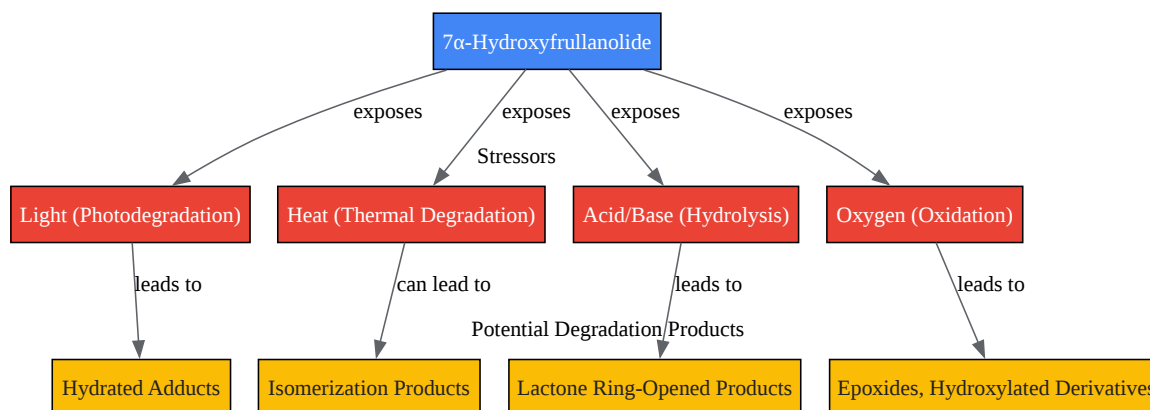 7α-Hydroxyfrullanolide
exposes
exposes
exposes
exposes
Stressors
Light (Photodegradation)
Heat (Thermal Degradation)
Acid/Base (Hydrolysis)
Oxygen (Oxidation)
leads to
can lead to
leads to
leads to
Potential Degradation Products
Hydrated Adducts
Isomerization Products
Lactone Ring-Opened Products
Epoxides, Hydroxylated Derivatives